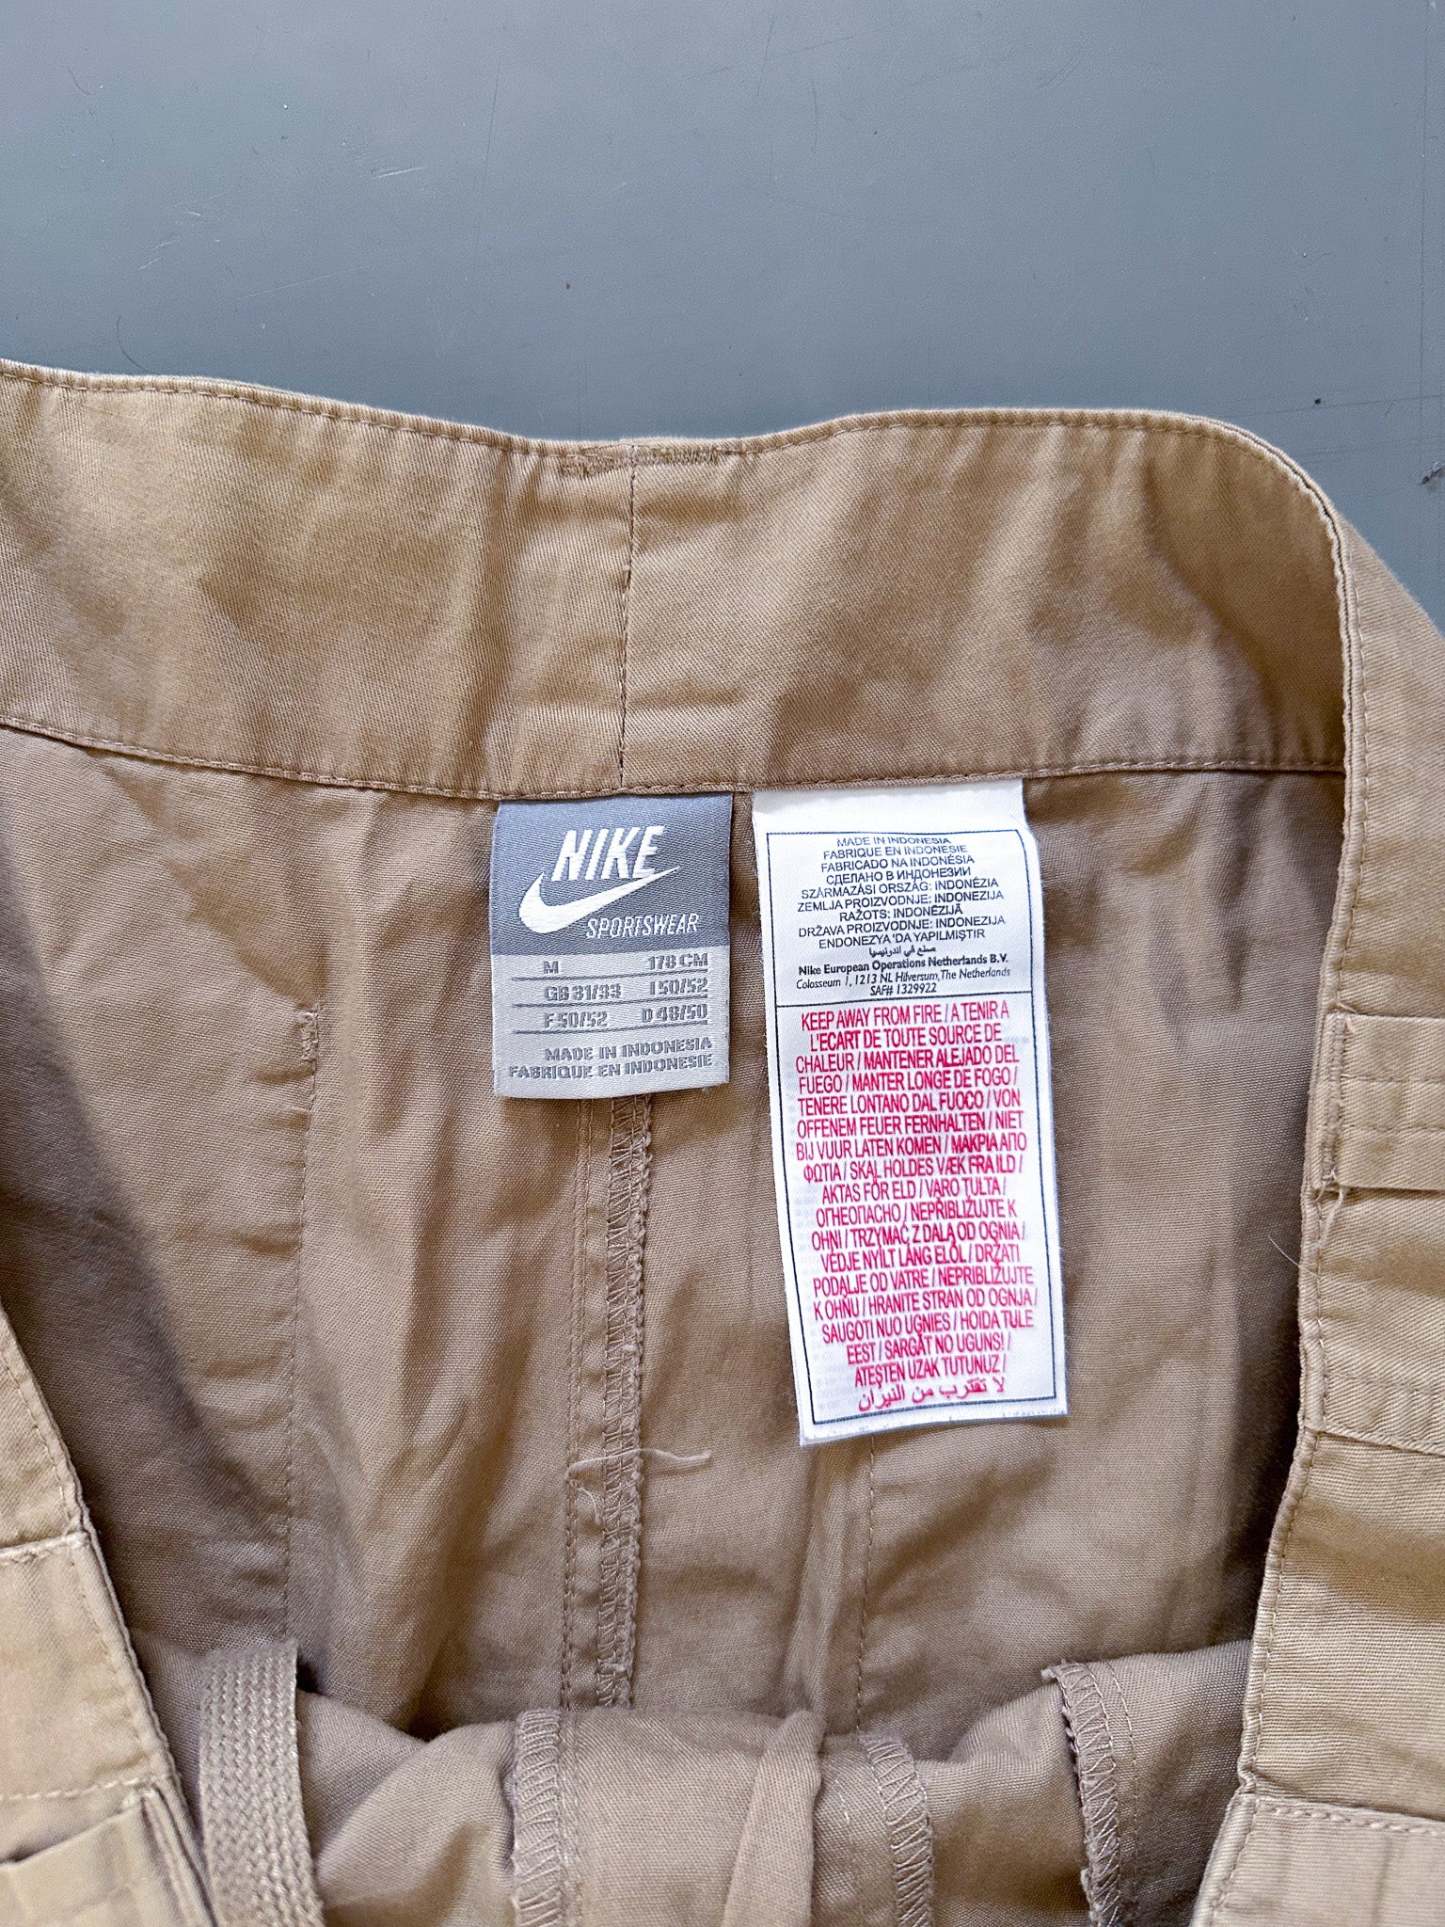 NIKE
SPORTSWEAR
M 178 CM
GB 31/33 I 50/52
F 50/52 D 48/50
MADE IN INDONESIA
FABRIQUE EN INDONESIE
MADE IN INDONESIA
FABRIQUE EN INDONESIE
FABRICADO NA INDONÉSIA
СДЕЛАНО В ИНДОНЕЗИИ
SZÁRMAZÁSI ORSZÁG: INDONÉZIA
ZEMLJA PROIZVODNJE: INDONEZIJA
RAŽOTS: INDONĒZIJĀ
DRŽAVA PROIZVODNJE: INDONEZIJA
ENDONEZYA 'DA YAPILMIŞTIR
صنع في اندونيسيا
Nike European Operations Netherlands B.V.
Colosseum 1, 1213 NL Hilversum, The Netherlands
SAF# 1329922
KEEP AWAY FROM FIRE / A TENIR A
L'ECART DE TOUTE SOURCE DE
CHALEUR / MANTENER ALEJADO DEL
FUEGO / MANTER LONGE DE FOGO /
TENERE LONTANO DAL FUOCO / VON
OFFENEM FEUER FERNHALTEN / NIET
BIJ VUUR LATEN KOMEN / ΜΑΚΡΙΑ ΑΠΟ
ΦΩΤΙΑ / SKAL HOLDES VÆK FRA ILD /
AKTAS FÖR ELD / VARO TULTA /
ОГНЕОПАСНО / NEPŘIBLIŽUJTE K
OHNI / TRZYMAĆ Z DALA OD OGNIA /
VÉDJE NYÍLT LÁNG ELŐL / DRŽATI
PODALJE OD VATRE / NEPRIBLIŽUJTE
K OHŇU / HRANITE STRAN OD OGNJA /
SAUGOTI NUO UGNIES / HOIDA TULE
EEST / SARGĀT NO UGUNS! /
ATEŞTEN UZAK TUTUNUZ /
لا تقترب من النيران